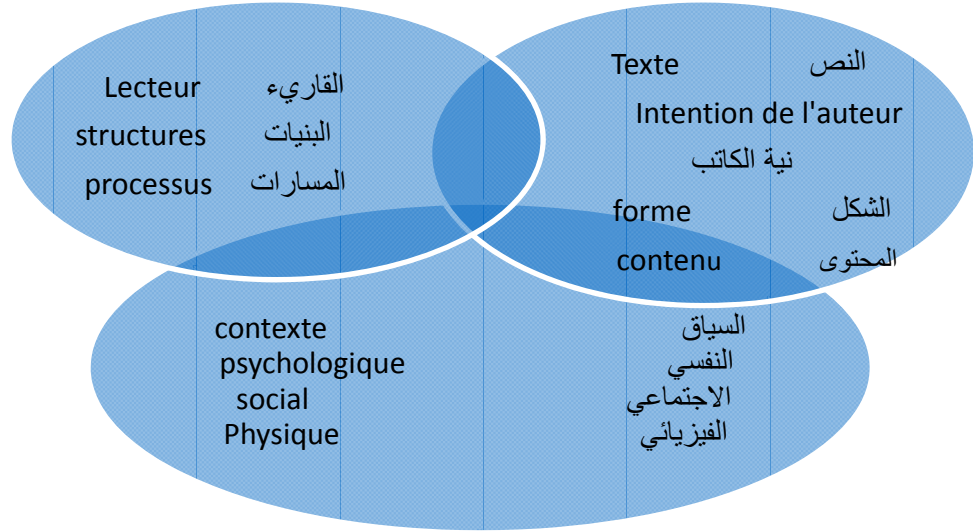 Lecteur القاريء
structures البنيات
processus المسارات
Texte النص
Intention de l'auteur
نية الكاتب
forme الشكل
contenu المحتوى
contexte السياق
psychologique النفسي
social الاجتماعي
Physique الفيزيائي